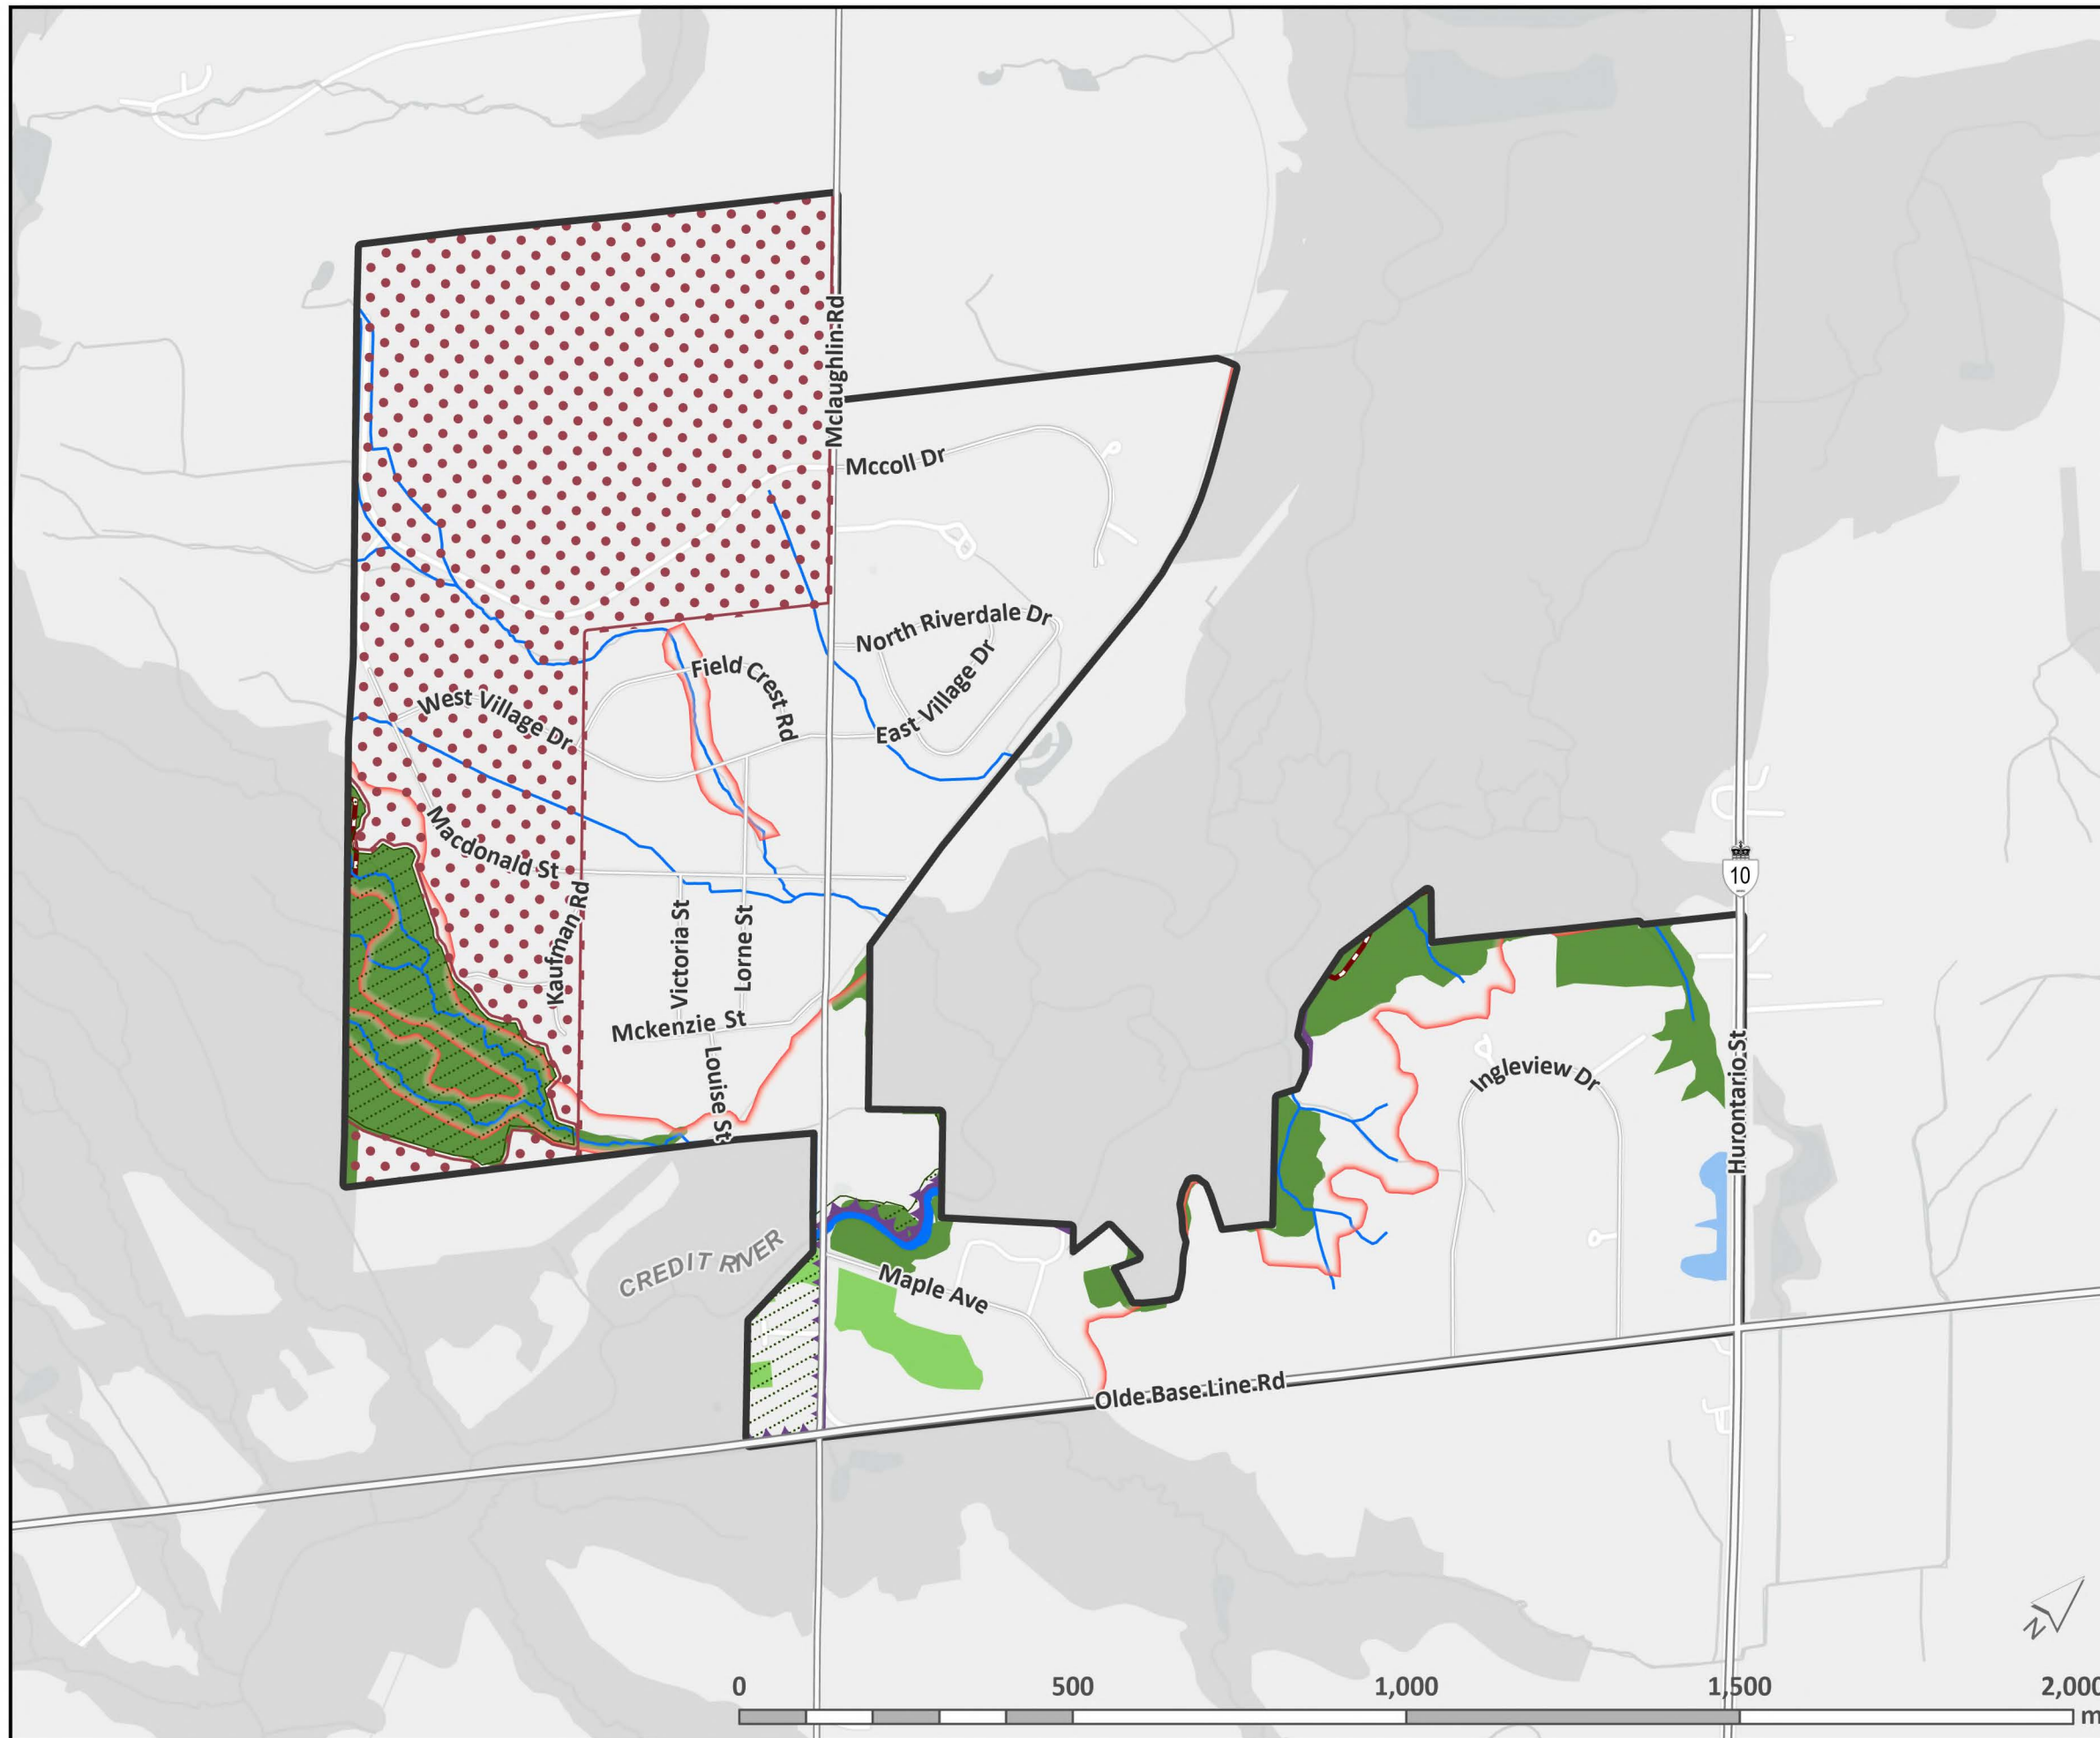 Mclaughlin Rd
Mccoll Dr
North Riverdale Dr
East Village Dr
Field Crest Rd
West Village Dr
Macdonald St
Kaufman Rd
Victoria St
Lorne St
10
Mckenzie St
Louise St
Ingleview Dr
Hurontario St
CREDIT RIVER
Maple Ave
Olde Base Line Rd
N
0 500 1,000 1,500 2,000
m